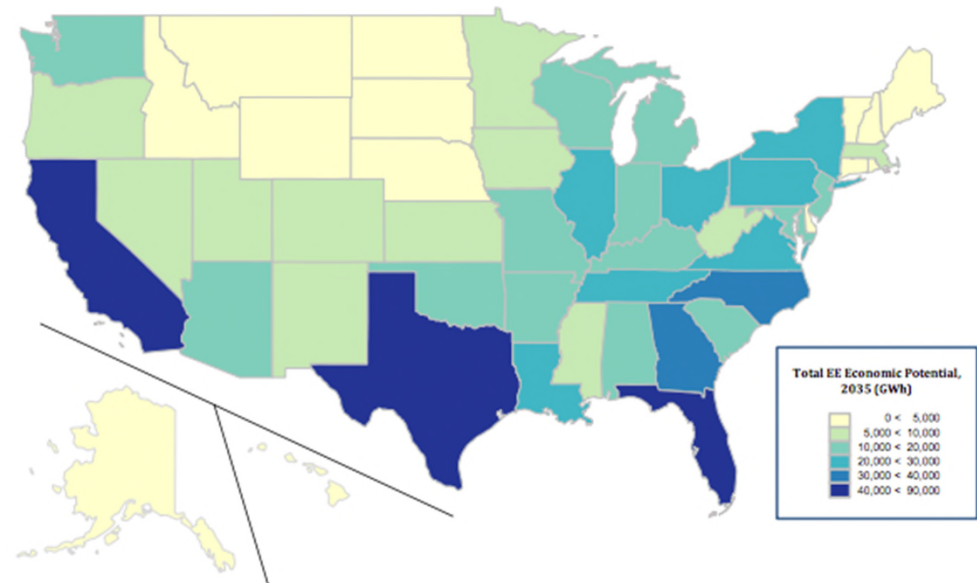 Total EE Economic Potential,
2035 (GWh)
0 < 5,000
5,000 < 10,000
10,000 < 20,000
20,000 < 30,000
30,000 < 40,000
40,000 < 90,000